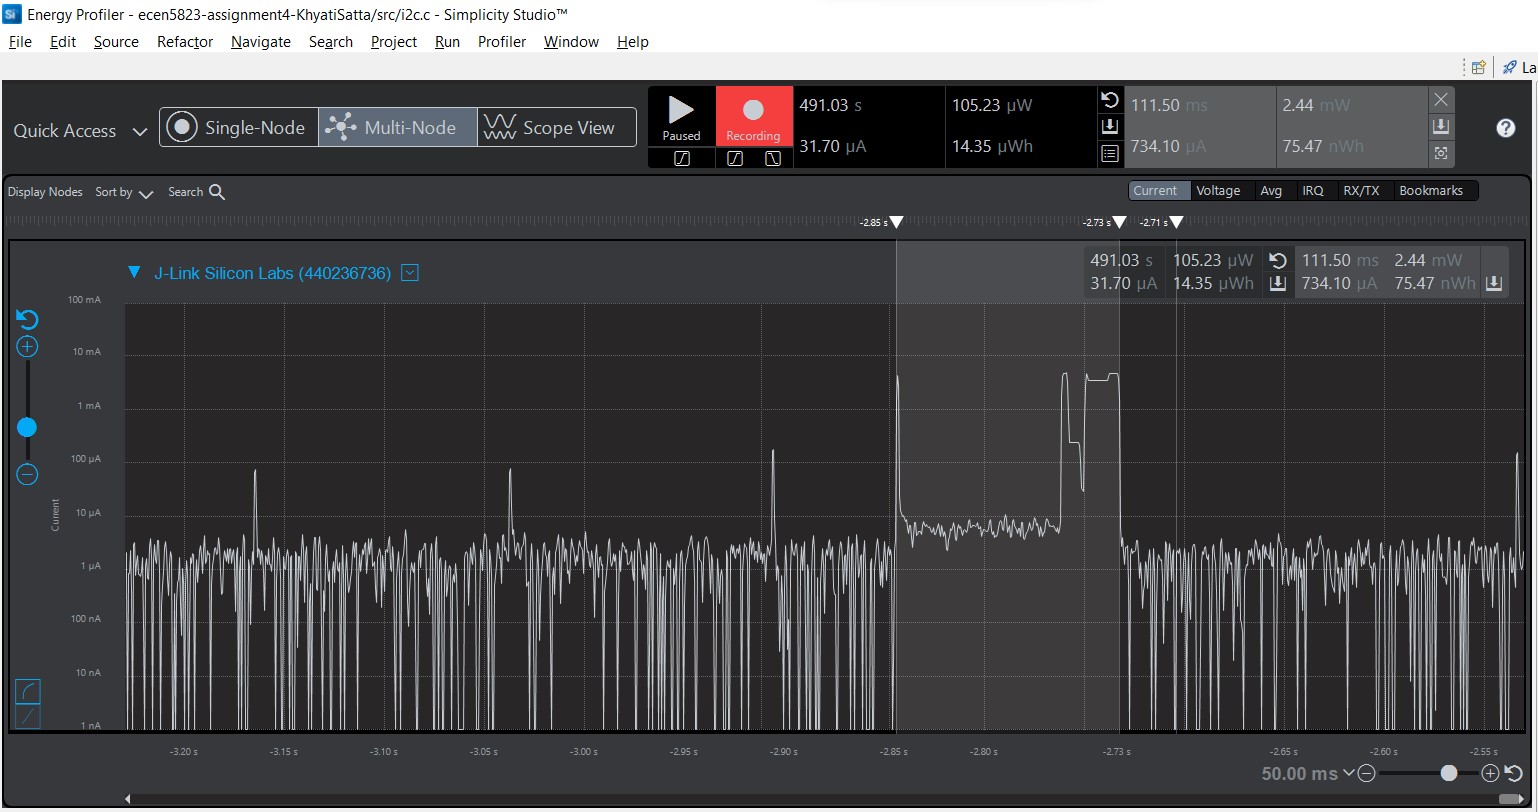 Si Energy Profiler - ecen5823-assignment4-KhyatiSatta/src/i2c.c - Simplicity Studio™
File Edit Source Refactor Navigate Search Project Run Profiler Window Help
La
Quick Access Single-Node Multi-Node Scope View
Paused Recording
491.03 s 105.23 µW 111.50 ms 2.44 mW
31.70 µA 14.35 µWh 734.10 µA 75.47 nWh
?
Display Nodes Sort by Search Current Voltage Avg IRQ RX/TX Bookmarks
-2.85 s -2.73 s -2.71 s
J-Link Silicon Labs (440236736)
491.03 s 105.23 µW 111.50 ms 2.44 mW
31.70 µA 14.35 µWh 734.10 µA 75.47 nWh
100 mA
10 mA
1 mA
100 µA
10 µA
1 µA
100 nA
10 nA
1 nA
Current
-3.20 s -3.15 s -3.10 s -3.05 s -3.00 s -2.95 s -2.90 s -2.85 s -2.80 s -2.73 s -2.65 s -2.60 s -2.55 s
50.00 ms